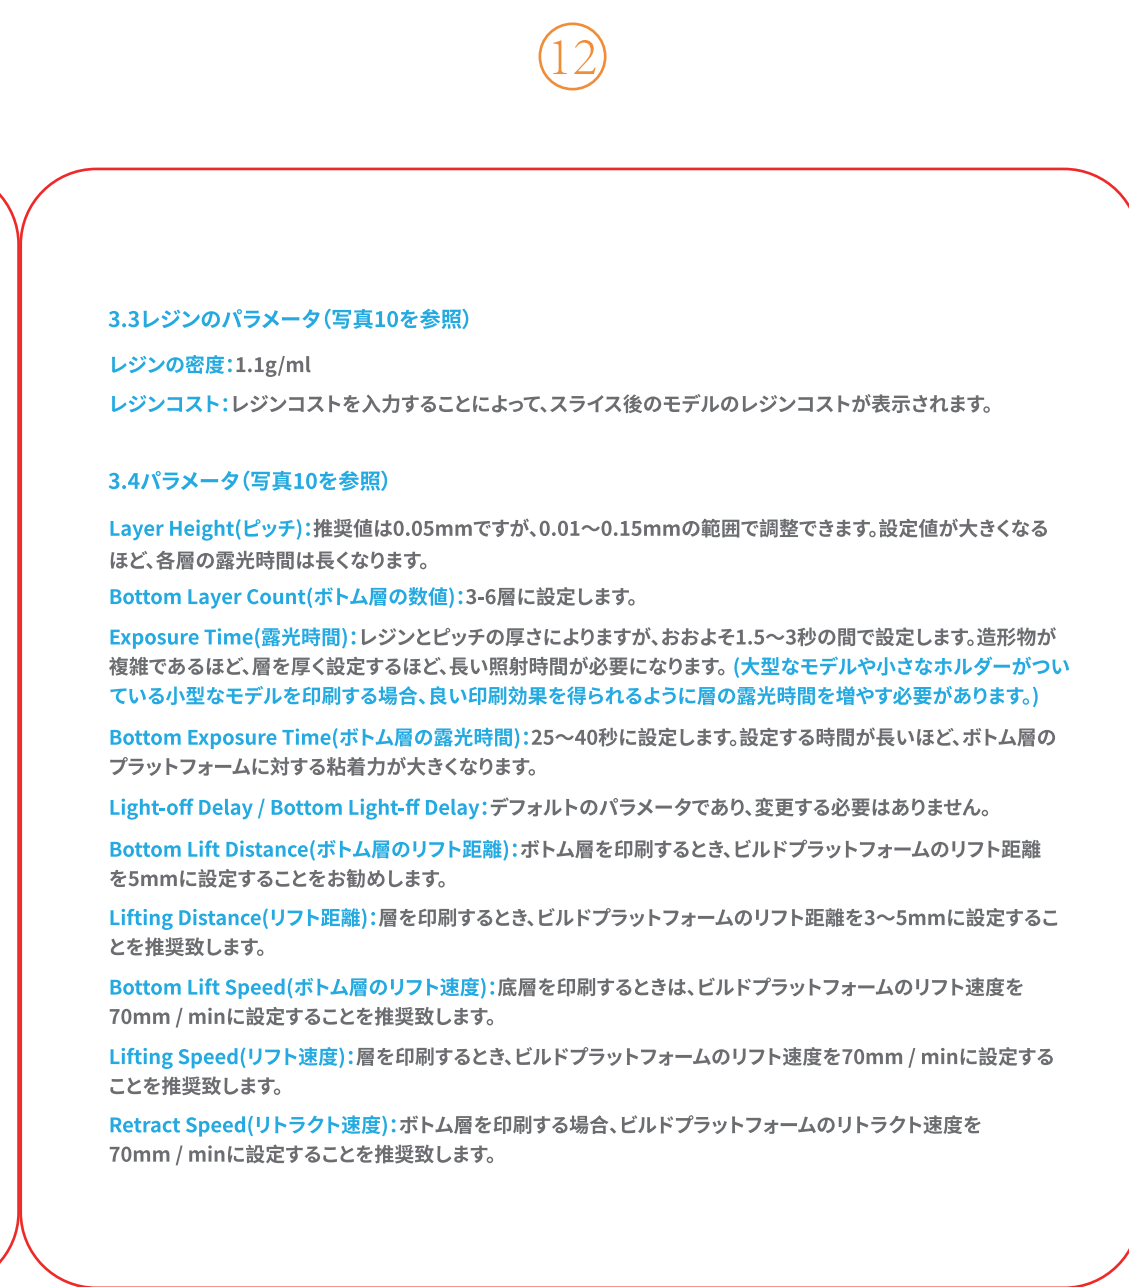 12
3.3レジンのパラメータ(写真10を参照)
レジンの密度:1.1g/ml
レジンコスト:レジンコストを入力することによって、スライス後のモデルのレジンコストが表示されます。
3.4パラメータ(写真10を参照)
Layer Height(ピッチ):推奨値は0.05mmですが、0.01〜0.15mmの範囲で調整できます。設定値が大きくなる
ほど、各層の露光時間は長くなります。
Bottom Layer Count(ボトム層の数値):3-6層に設定します。
Exposure Time(露光時間):レジンとピッチの厚さによりますが、おおよそ1.5〜3秒の間で設定します。造形物が
複雑であるほど、層を厚く設定するほど、長い照射時間が必要になります。(大型なモデルや小さなホルダーがつい
ている小型なモデルを印刷する場合、良い印刷効果を得られるように層の露光時間を増やす必要があります。)
Bottom Exposure Time(ボトム層の露光時間):25〜40秒に設定します。設定する時間が長いほど、ボトム層の
プラットフォームに対する粘着力が大きくなります。
Light-off Delay / Bottom Light-ff Delay:デフォルトのパラメータであり、変更する必要はありません。
Bottom Lift Distance(ボトム層のリフト距離):ボトム層を印刷するとき、ビルドプラットフォームのリフト距離
を5mmに設定することをお勧めします。
Lifting Distance(リフト距離):層を印刷するとき、ビルドプラットフォームのリフト距離を3〜5mmに設定するこ
とを推奨致します。
Bottom Lift Speed(ボトム層のリフト速度):底層を印刷するときは、ビルドプラットフォームのリフト速度を
70mm / minに設定することを推奨致します。
Lifting Speed(リフト速度):層を印刷するとき、ビルドプラットフォームのリフト速度を70mm / minに設定する
ことを推奨致します。
Retract Speed(リトラクト速度):ボトム層を印刷する場合、ビルドプラットフォームのリトラクト速度を
70mm / minに設定することを推奨致します。